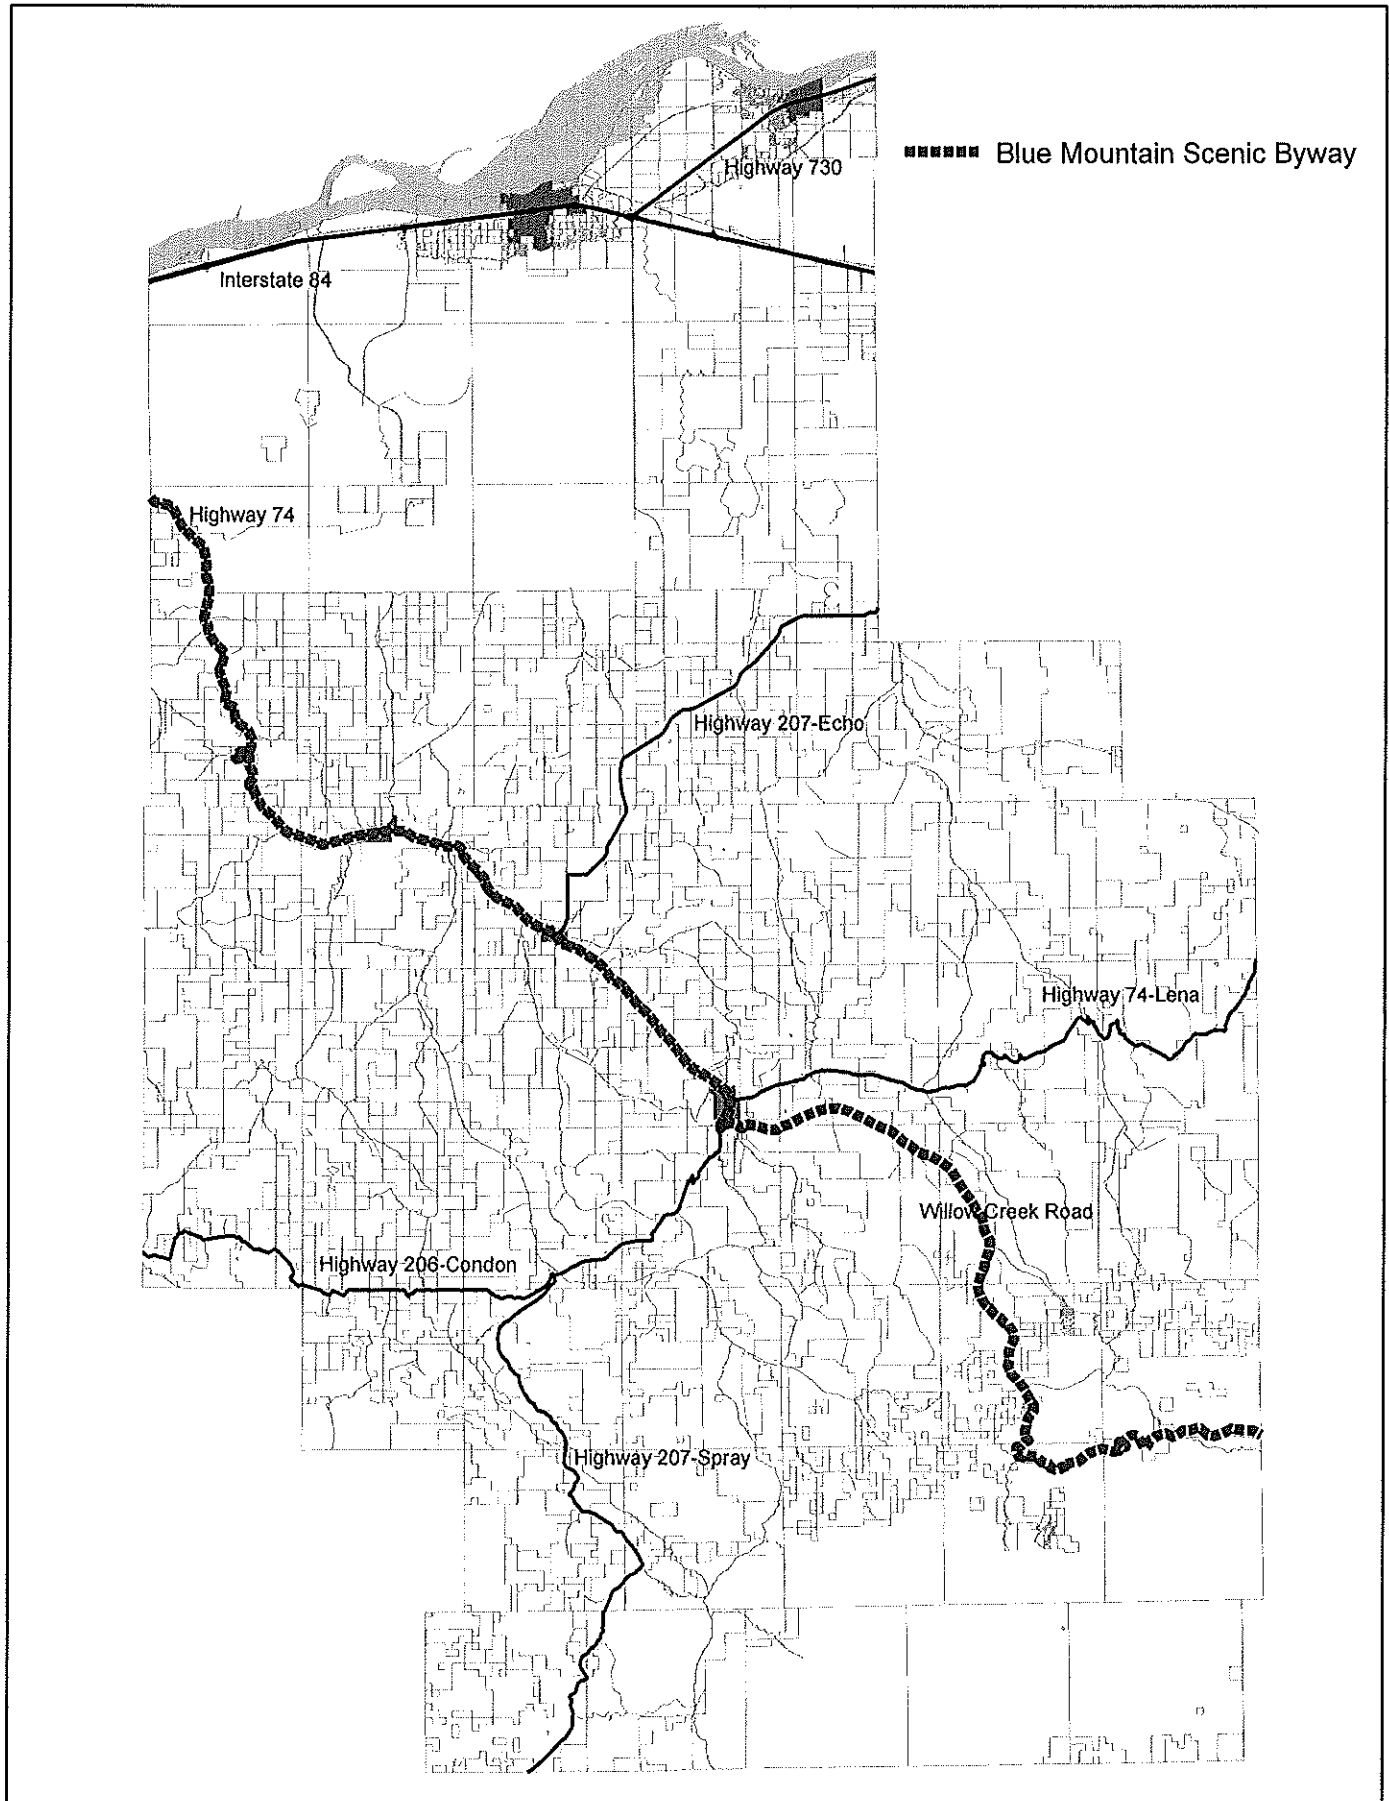 Highway 730
Blue Mountain Scenic Byway
Interstate 84
Highway 74
Highway 207-Echo
Highway 74-Lena
Willow Creek Road
Highway 206-Condon
Highway 207-Spray